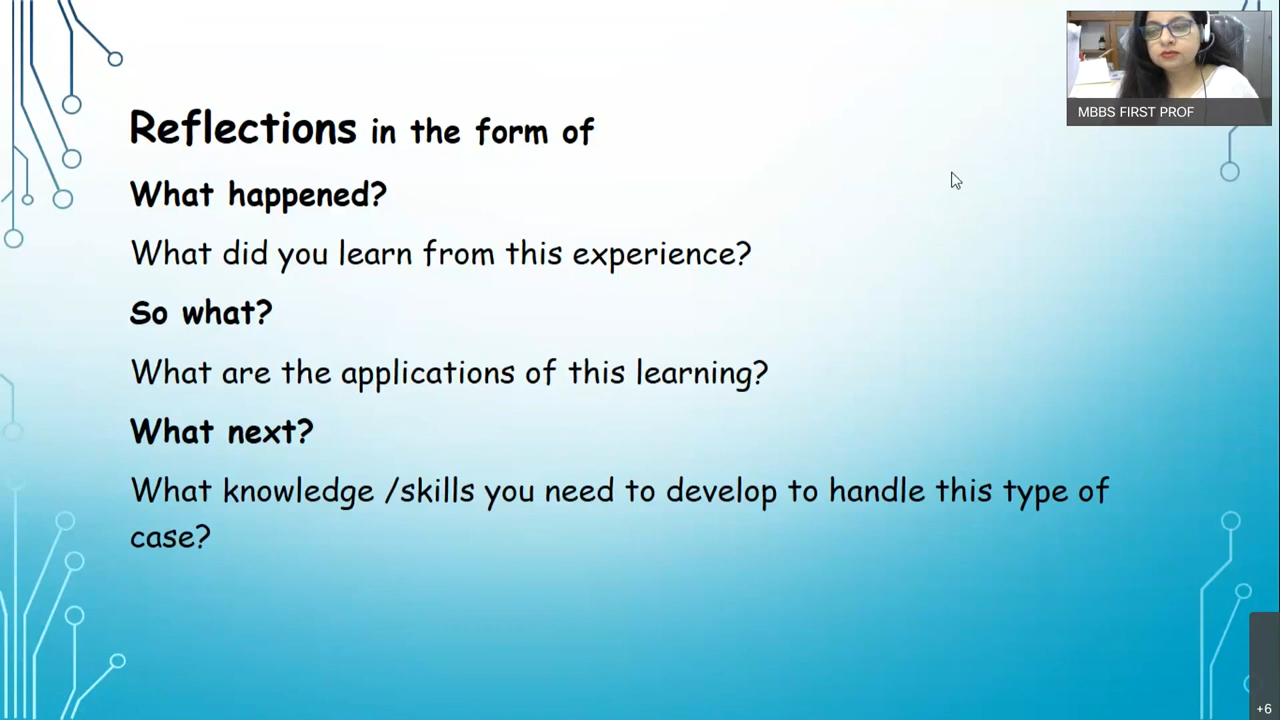 MBBS FIRST PROF
Reflections in the form of
What happened?
What did you learn from this experience?
So what?
What are the applications of this learning?
What next?
What knowledge /skills you need to develop to handle this type of
case?
+6